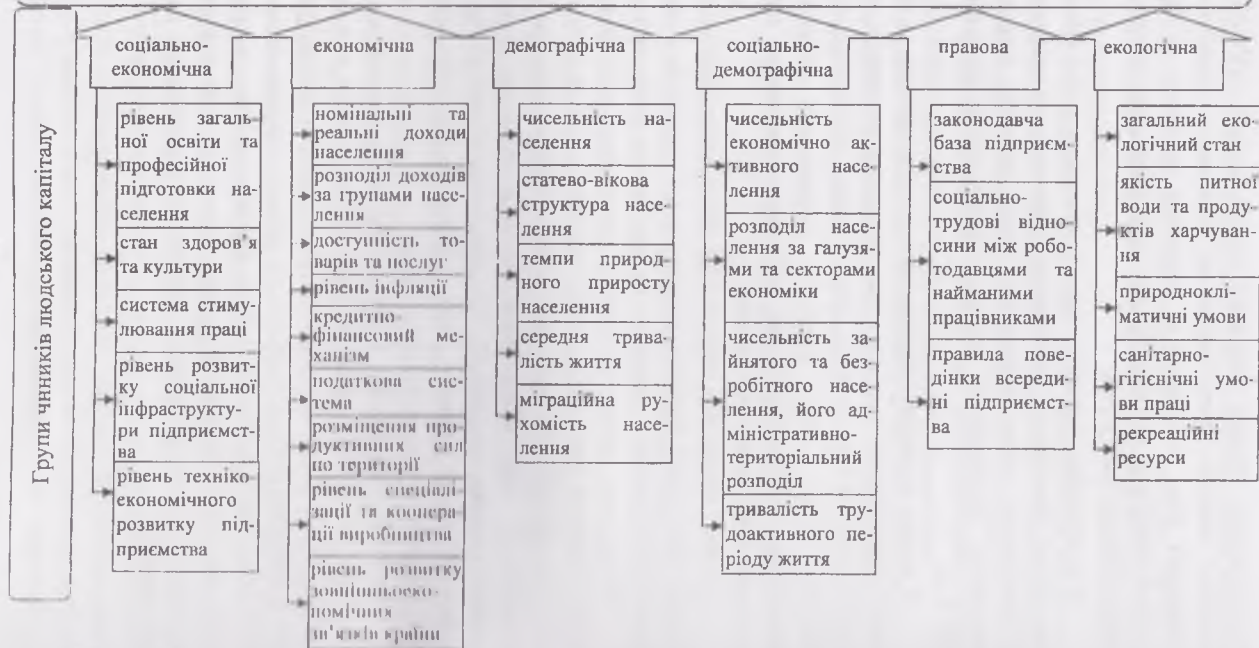 Групи чинників людського капіталу
соціально-
економічна
рівень загаль-
ної освіти та
професійної
підготовки на-
селення
стан здоров'я
та культури
система стиму-
лювання праці
рівень розвит-
ку соціальної
інфраструкту-
ри підприємст-
ва
рівень техніко
економічного
розвитку під-
приємства
економічна
номінальні та
реальні доходи
населення
розподіл доходів
за групами насе-
лення
доступність то-
варів та послуг
рівень інфляції
кредитно
фінансовий ме-
ханізм
податкова сис-
тема
розміщення про-
дуктивних сил
по території
рівень спеціалі-
зації та коопера-
ції виробництва
рівень розвитку
зовнішньоеко-
номічних
зв'язків країни
демографічна
чисельність на-
селення
статево-вікова
структура насе-
лення
темпи природ-
ного приросту
населення
середня трива-
лість життя
міграційна ру-
хомість насе-
лення
соціально-
демографічна
чисельність
економічно ак-
тивного насе-
лення
розподіл насе-
лення за галузя-
ми та секторами
економіки
чисельність за-
йнятого та без-
робітного насе-
лення, його ад-
міністративно-
територіальний
розподіл
тривалість тру-
доактивного пе-
ріоду життя
правова
законодавча
база підприєм-
ства
соціально-
трудові відно-
сини між робо-
тодавцями та
найманими
працівниками
правила пове-
дінки всереди-
ні підприємст-
ва
екологічна
загальний еко-
логічний стан
якість питної
води та проду-
ктів харчуван-
ня
природноклі-
матичні умови
санітарно-
гігієнічні умо-
ви праці
рекреаційні
ресурси